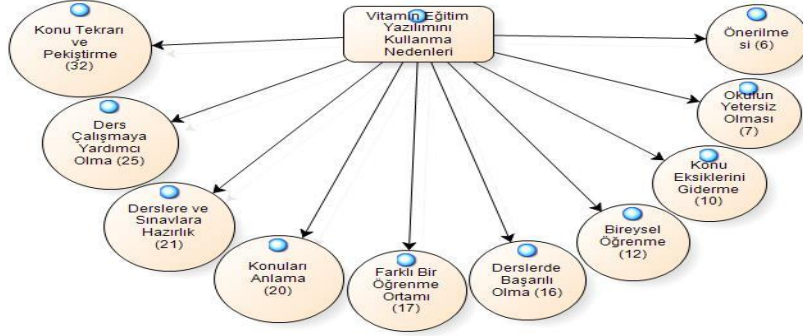 Vitamin Eğitim
Yazılımını
Kullanma
Nedenleri
Konu Tekrarı
ve
Pekiştirme
(32)
Ders
Çalışmaya
Yardımcı
Olma (25)
Derslere ve
Sınavlara
Hazırlık
(21)
Konuları
Anlama
(20)
Farklı Bir
Öğrenme
Ortamı
(17)
Derslerde
Başarılı
Olma (16)
Bireysel
Öğrenme
(12)
Konu
Eksiklerini
Giderme
(10)
Okulun
Yetersiz
Olması
(7)
Önerilme
si (6)